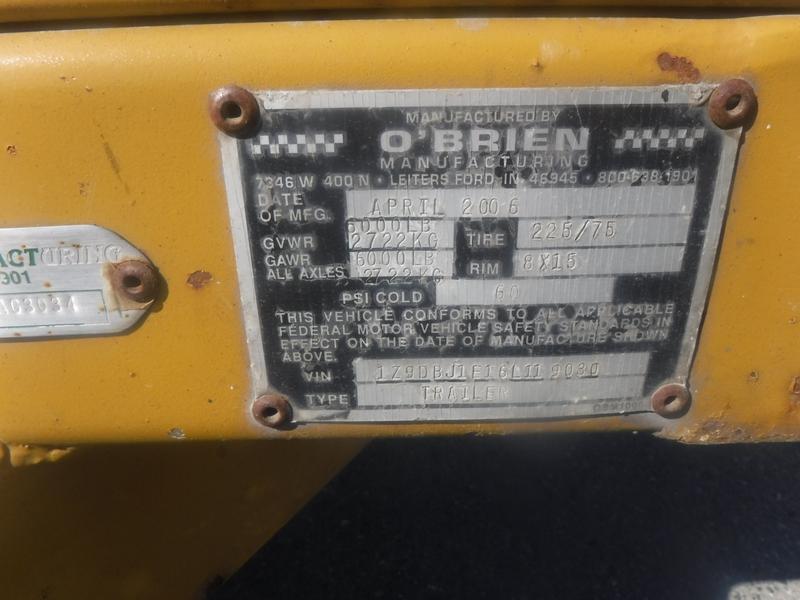 MANUFACTURED BY
O'BRIEN
MANUFACTURING
7346 W 400 N • LEITERS FORD, IN 46945 • 800-638-1901
DATE OF MFG. APRIL 2006
GVWR 6000LB 2722KG TIRE 225/75
GAWR ALL AXLES 6000LB 2722KG RIM 8X15
PSI COLD 60
THIS VEHICLE CONFORMS TO ALL APPLICABLE
FEDERAL MOTOR VEHICLE SAFETY STANDARDS IN
EFFECT ON THE DATE OF MANUFACTURE SHOWN
ABOVE.
VIN 1Z9DBJ1E16L119030
TYPE TRAILER
ACTURING
301